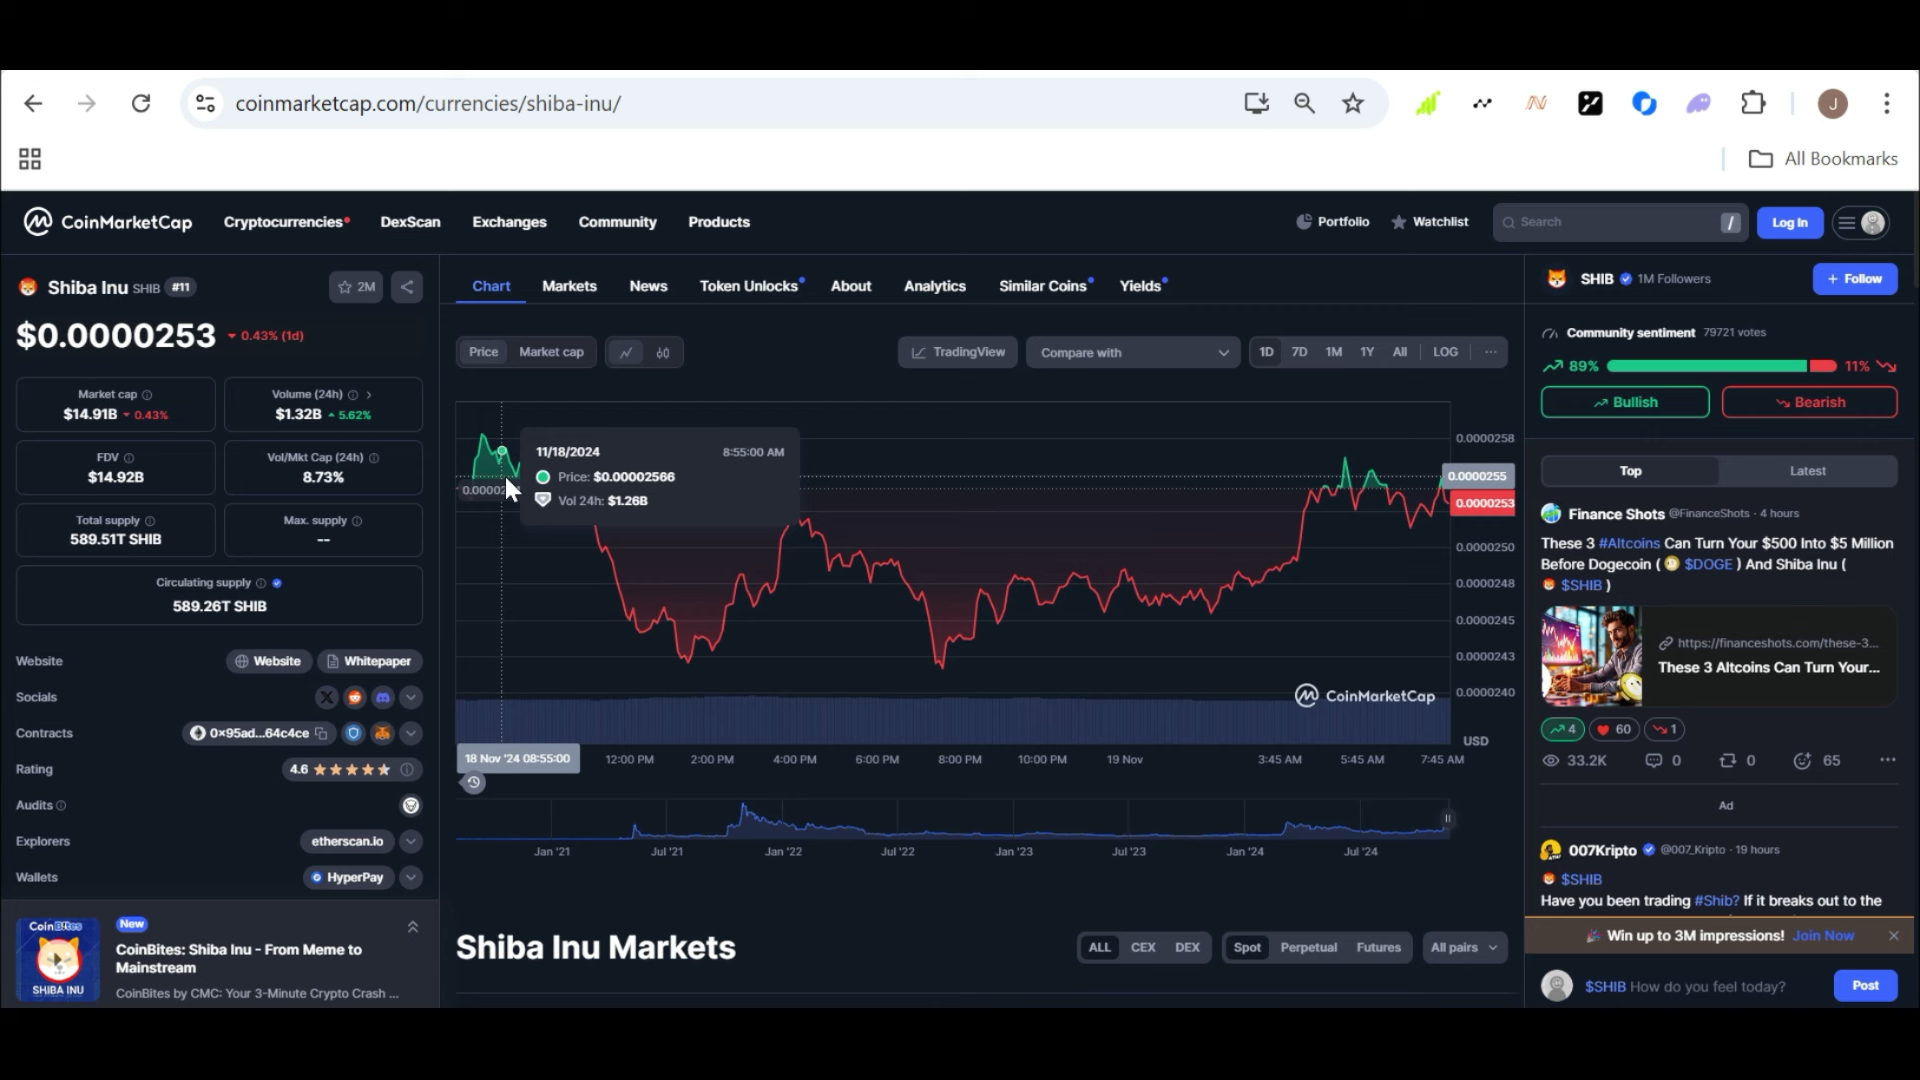 coinmarketcap.com/currencies/shiba-inu/
J
All Bookmarks
CoinMarketCap
Cryptocurrencies
DexScan
Exchanges
Community
Products
Portfolio
Watchlist
Search
/
Log In
Shiba Inu SHIB #11
2M
$0.0000253
0.43% (1d)
Market cap
$14.91B 0.43%
Volume (24h)
$1.32B 5.62%
FDV
$14.92B
Vol/Mkt Cap (24h)
8.73%
Total supply
589.51T SHIB
Max. supply
--
Circulating supply
589.26T SHIB
Website
Website
Whitepaper
Socials
Contracts
0×95ad...64c4ce
Rating
4.6
Audits
Explorers
etherscan.io
Wallets
HyperPay
CoinBites
SHIBA INU
New
CoinBites: Shiba Inu - From Meme to
Mainstream
CoinBites by CMC: Your 3-Minute Crypto Crash ...
Chart
Markets
News
Token Unlocks
About
Analytics
Similar Coins
Yields
Price
Market cap
TradingView
Compare with
1D 7D 1M 1Y All LOG ...
11/18/2024 8:55:00 AM
Price: $0.00002566
Vol 24h: $1.26B
0.0000258
0.0000255
0.0000253
0.0000250
0.0000248
0.0000245
0.0000243
0.0000240
CoinMarketCap
USD
18 Nov '24 08:55:00
12:00 PM 2:00 PM 4:00 PM 6:00 PM 8:00 PM 10:00 PM 19 Nov 3:45 AM 5:45 AM 7:45 AM
Jan '21 Jul '21 Jan '22 Jul '22 Jan '23 Jul '23 Jan '24 Jul '24
Shiba Inu Markets
ALL CEX DEX
Spot Perpetual Futures
All pairs
SHIB 1M Followers
+ Follow
Community sentiment 79721 votes
89%
11%
Bullish
Bearish
Top
Latest
Finance Shots @FinanceShots · 4 hours
These 3 #Altcoins Can Turn Your $500 Into $5 Million
Before Dogecoin ( $DOGE ) And Shiba Inu (
$SHIB )
https://financeshots.com/these-3...
These 3 Altcoins Can Turn Your...
4
60
1
33.2K
0
0
65
Ad
007Kripto @007_Kripto · 19 hours
$SHIB
Have you been trading #Shib? If it breaks out to the
Win up to 3M impressions! Join Now
$SHIB How do you feel today?
Post